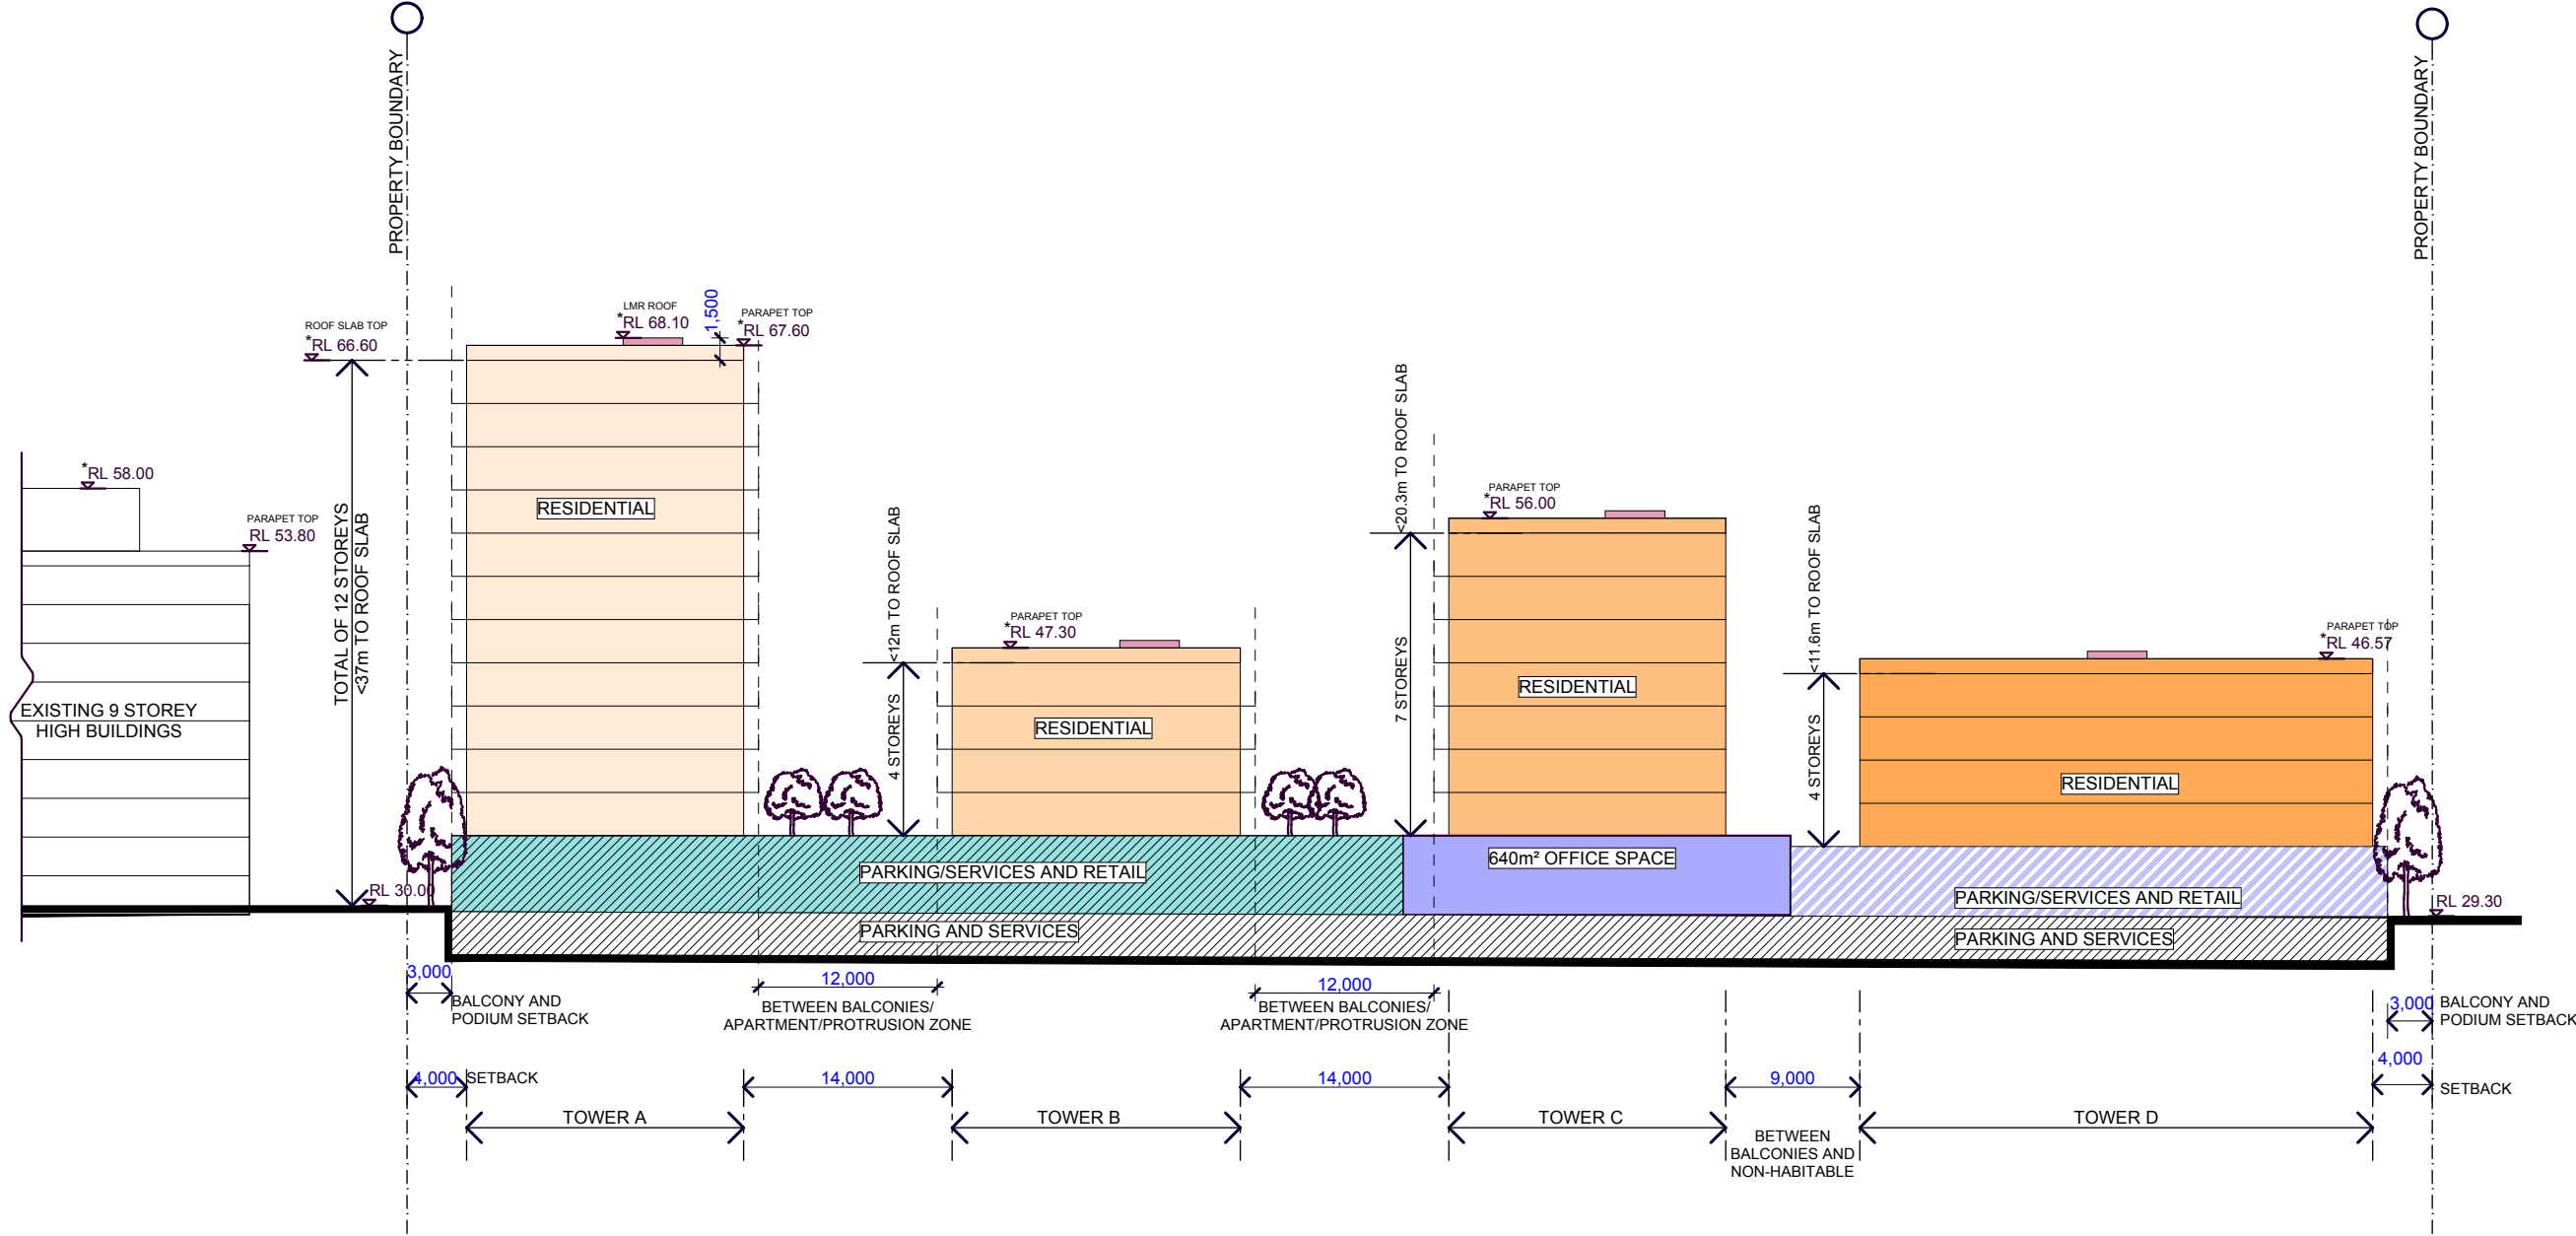 PROPERTY BOUNDARY
PROPERTY BOUNDARY
LMR ROOF
*RL 68.10
1,500
PARAPET TOP
*RL 67.60
ROOF SLAB TOP
*RL 66.60
TOTAL OF 12 STOREYS
<37m TO ROOF SLAB
*RL 58.00
PARAPET TOP
RL 53.80
EXISTING 9 STOREY
HIGH BUILDINGS
RESIDENTIAL
<12m TO ROOF SLAB
4 STOREYS
PARAPET TOP
*RL 47.30
RESIDENTIAL
<20.3m TO ROOF SLAB
7 STOREYS
PARAPET TOP
*RL 56.00
RESIDENTIAL
<11.6m TO ROOF SLAB
4 STOREYS
PARAPET TOP
*RL 46.57
RESIDENTIAL
RL 30.00
PARKING/SERVICES AND RETAIL
640m² OFFICE SPACE
PARKING/SERVICES AND RETAIL
RL 29.30
PARKING AND SERVICES
PARKING AND SERVICES
3,000
BALCONY AND
PODIUM SETBACK
12,000
BETWEEN BALCONIES/
APARTMENT/PROTRUSION ZONE
12,000
BETWEEN BALCONIES/
APARTMENT/PROTRUSION ZONE
3,000
BALCONY AND
PODIUM SETBACK
4,000
SETBACK
14,000
14,000
9,000
4,000
SETBACK
TOWER A
TOWER B
TOWER C
BETWEEN
BALCONIES AND
NON-HABITABLE
TOWER D